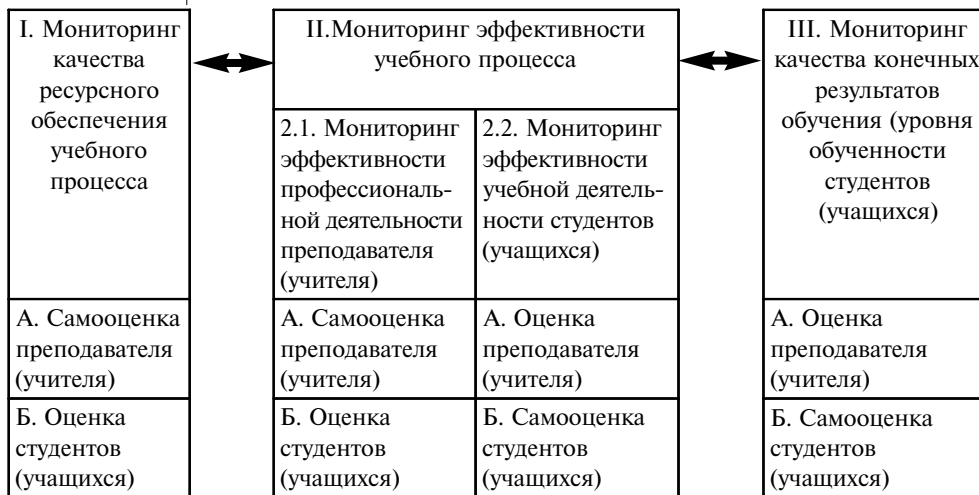 I. Мониторинг
качества
ресурсного
обеспечения
учебного
процесса
II.Мониторинг эффективности
учебного процесса
III. Мониторинг
качества конечных
результатов
обучения (уровня
обученности
студентов
(учащихся)
2.1. Мониторинг
эффективности
профессиональ-
ной деятельности
преподавателя
(учителя)
2.2. Мониторинг
эффективности
учебной деятель-
ности студентов
(учащихся)
А. Самооценка
преподавателя
(учителя)
А. Самооценка
преподавателя
(учителя)
А. Оценка
преподавателя
(учителя)
А. Оценка
преподавателя
(учителя)
Б. Оценка
студентов
(учащихся)
Б. Оценка
студентов
(учащихся)
Б. Самооценка
студентов
(учащихся)
Б. Самооценка
студентов
(учащихся)